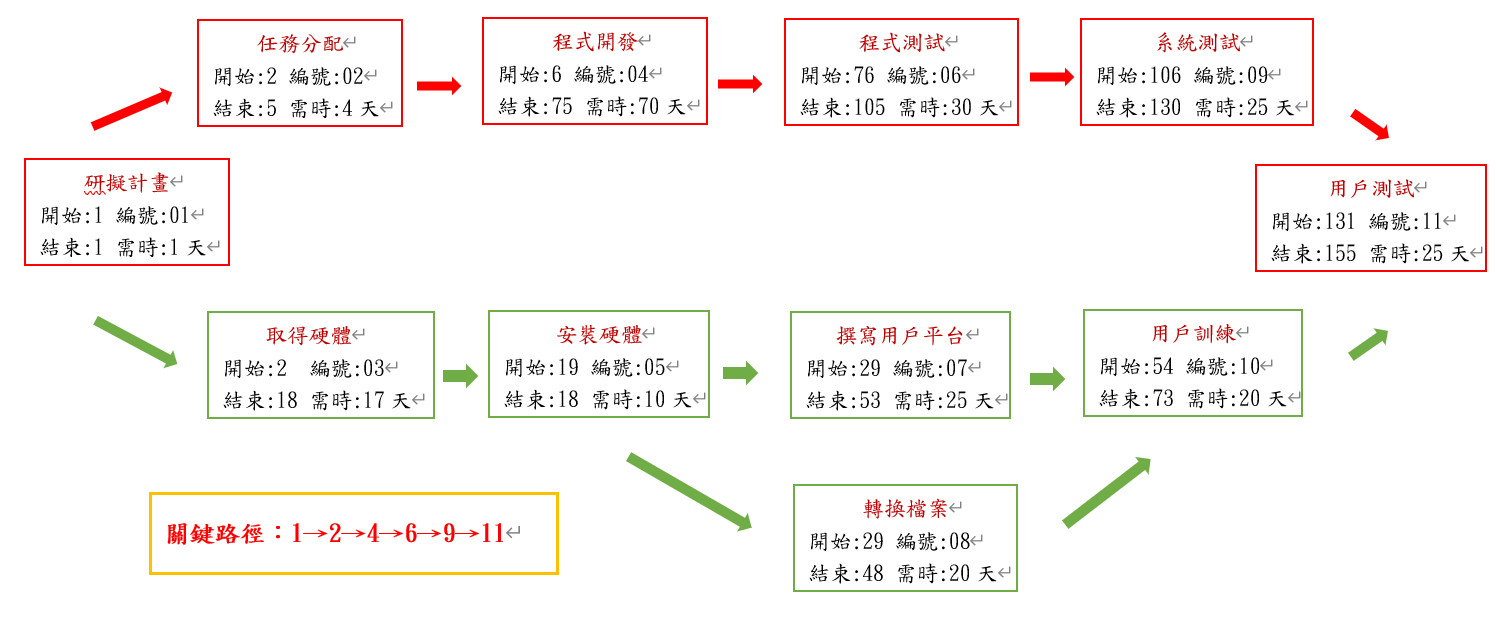 任務分配
開始:2 編號:02
結束:5 需時:4 天
程式開發
開始:6 編號:04
結束:75 需時:70 天
程式測試
開始:76 編號:06
結束:105 需時:30 天
系統測試
開始:106 編號:09
結束:130 需時:25 天
研擬計畫
開始:1 編號:01
結束:1 需時:1 天
用戶測試
開始:131 編號:11
結束:155 需時:25 天
取得硬體
開始:2 編號:03
結束:18 需時:17 天
安裝硬體
開始:19 編號:05
結束:18 需時:10 天
撰寫用戶平台
開始:29 編號:07
結束:53 需時:25 天
用戶訓練
開始:54 編號:10
結束:73 需時:20 天
轉換檔案
開始:29 編號:08
結束:48 需時:20 天
關鍵路徑：1→2→4→6→9→11